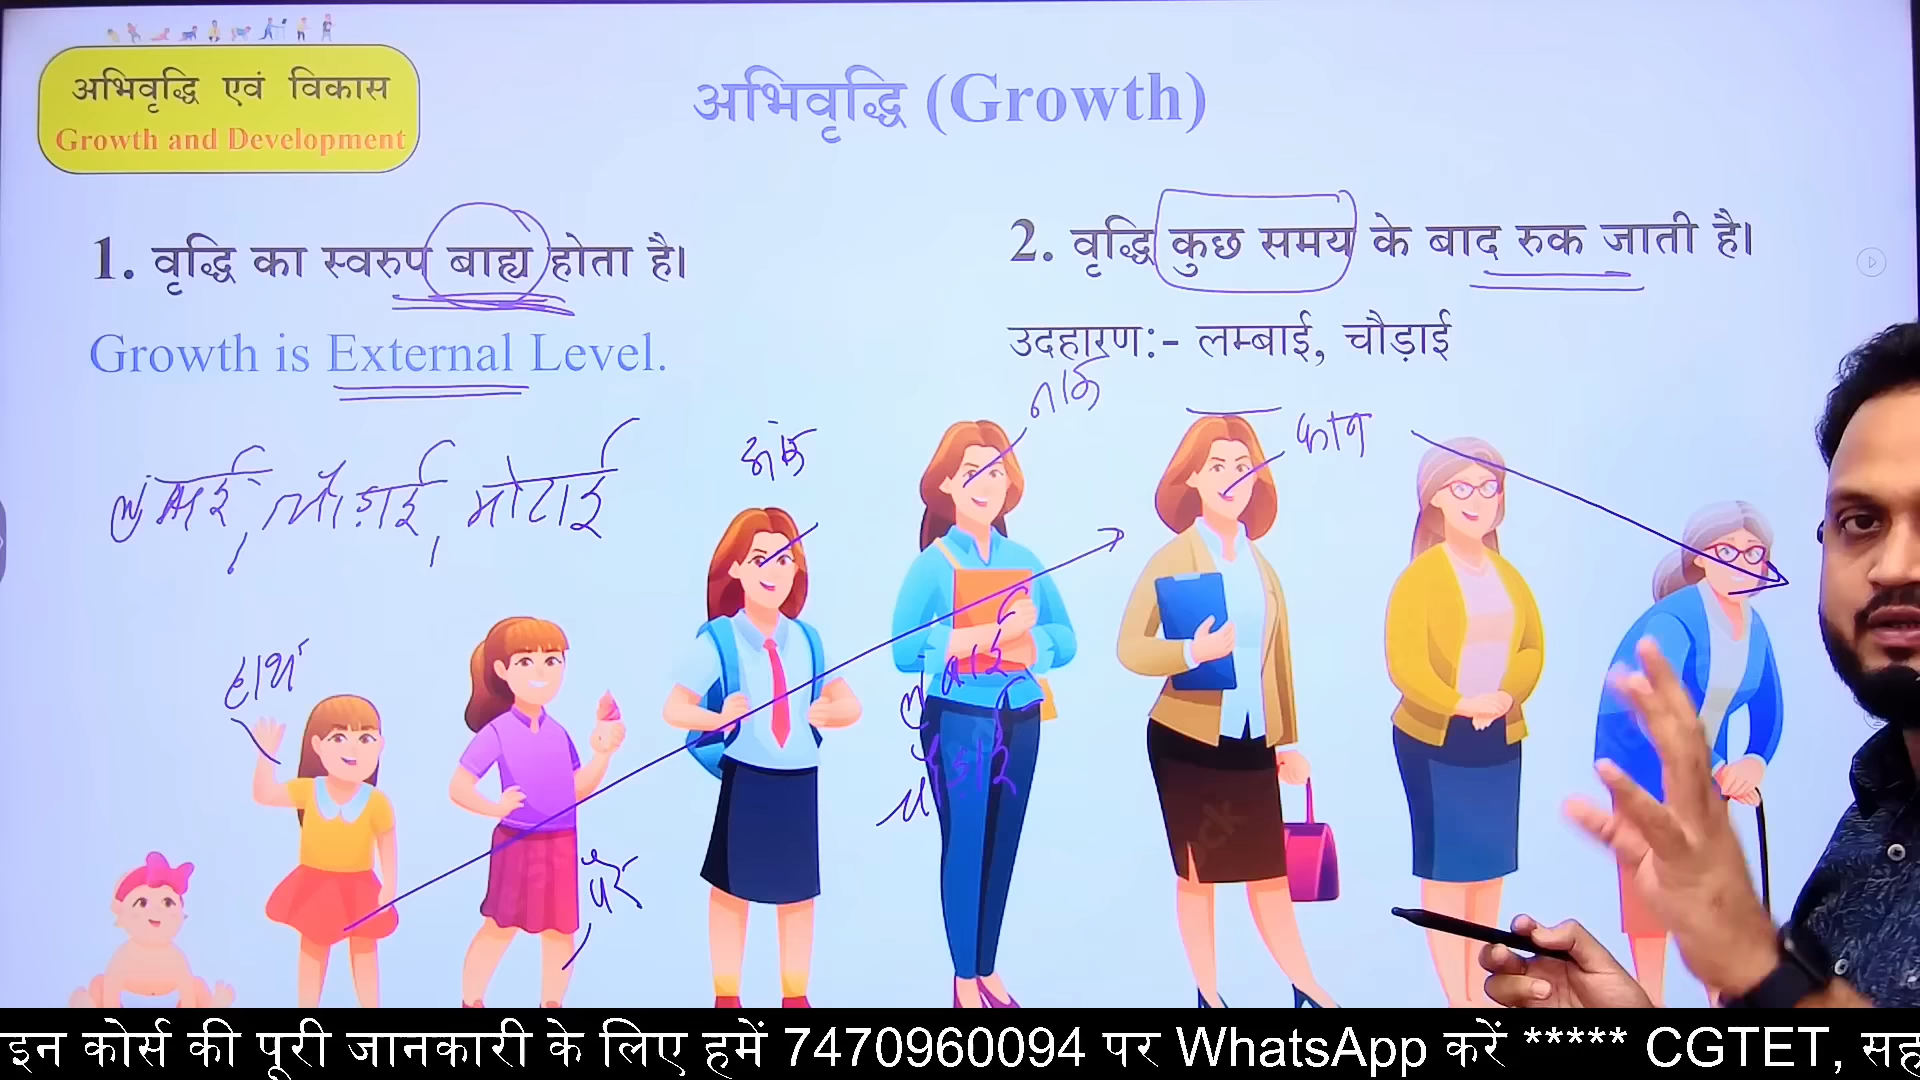 अभिवृद्धि एवं विकास
Growth and Development
अभिवृद्धि (Growth)
1. वृद्धि का स्वरुप बाह्य होता है।
Growth is External Level.
2. वृद्धि कुछ समय के बाद रुक जाती है।
उदहारण:- लम्बाई, चौड़ाई
नाक
कान
मोटाई
हाथ
पैर
इन कोर्स की पूरी जानकारी के लिए हमें 7470960094 पर WhatsApp करें ***** CGTET, सह